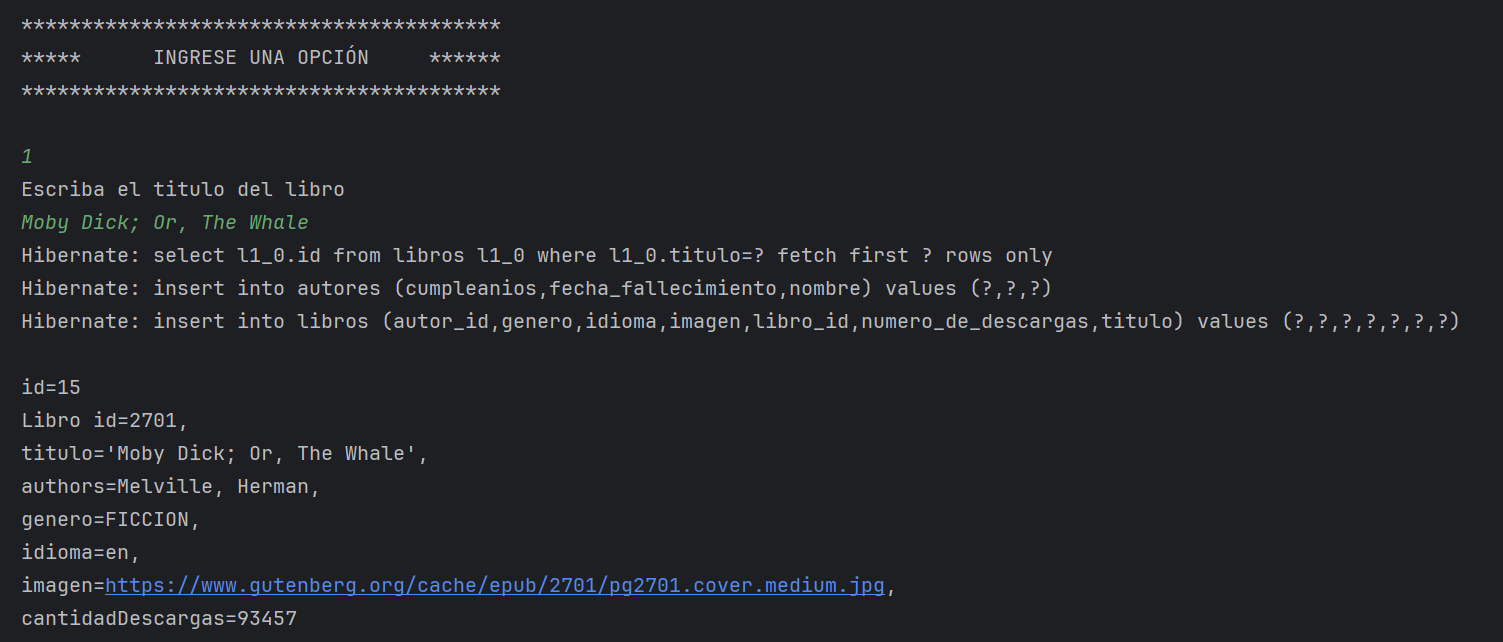 ****************************************
*****      INGRESE UNA OPCIÓN     ******
****************************************
1
Escriba el titulo del libro
Moby Dick; Or, The Whale
Hibernate: select l1_0.id from libros l1_0 where l1_0.titulo=? fetch first ? rows only
Hibernate: insert into autores (cumpleanios,fecha_fallecimiento,nombre) values (?,?,?)
Hibernate: insert into libros (autor_id,genero,idioma,imagen,libro_id,numero_de_descargas,titulo) values (?,?,?,?,?,?,?)
id=15
Libro id=2701,
titulo='Moby Dick; Or, The Whale',
authors=Melville, Herman,
genero=FICCION,
idioma=en,
imagen=https://www.gutenberg.org/cache/epub/2701/pg2701.cover.medium.jpg,
cantidadDescargas=93457